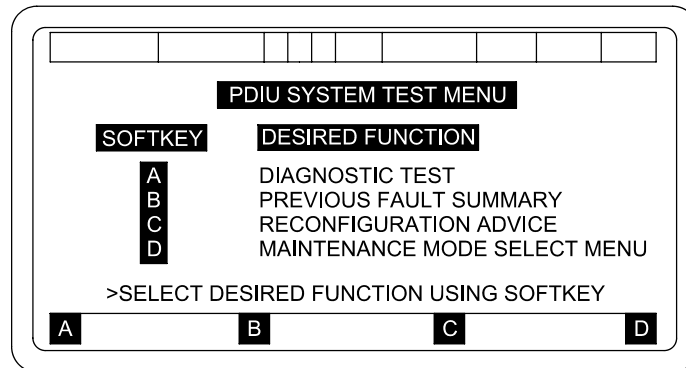 PDIU SYSTEM TEST MENU
SOFTKEY DESIRED FUNCTION
A DIAGNOSTIC TEST
B PREVIOUS FAULT SUMMARY
C RECONFIGURATION ADVICE
D MAINTENANCE MODE SELECT MENU
>SELECT DESIRED FUNCTION USING SOFTKEY
A B C D